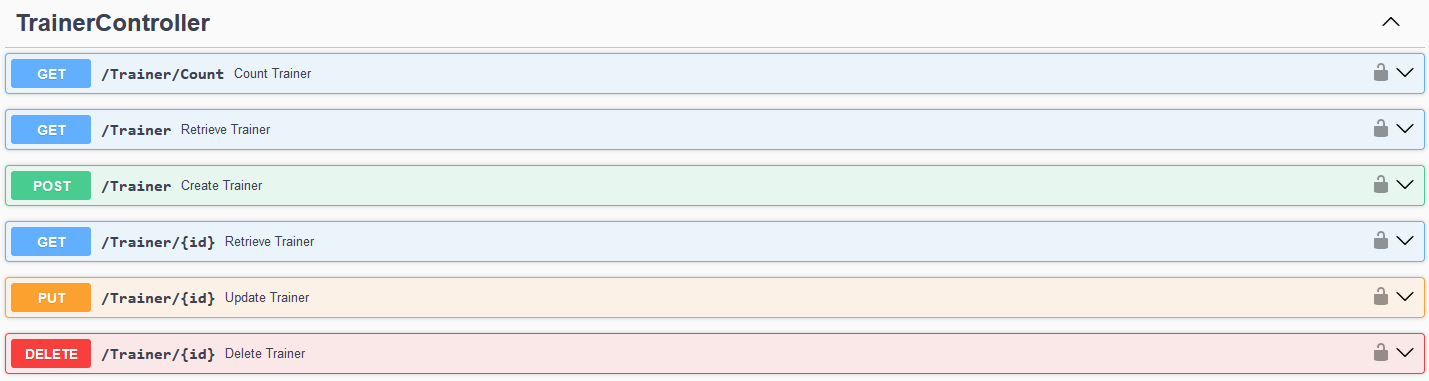 TrainerController
GET /Trainer/Count Count Trainer
GET /Trainer Retrieve Trainer
POST /Trainer Create Trainer
GET /Trainer/{id} Retrieve Trainer
PUT /Trainer/{id} Update Trainer
DELETE /Trainer/{id} Delete Trainer